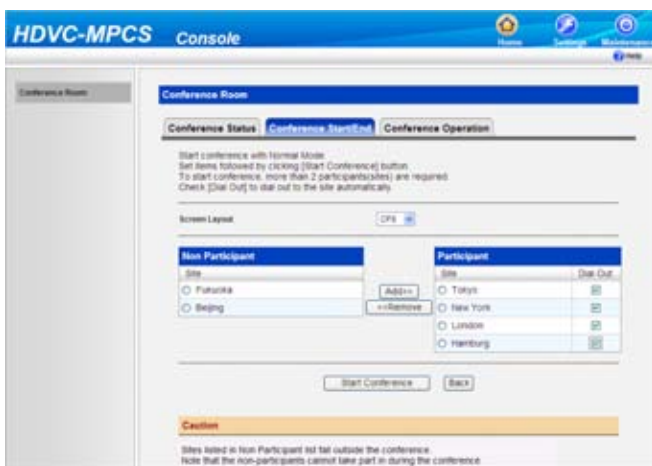 HDVC-MPCS Console
Home Settings Maintenance
Help
Conference Room
Conference Room
Conference Status Conference Start/End Conference Operation
Start conference with Normal Mode.
Set items followed by clicking [Start Conference] button.
To start conference, more than 2 participants(sites) are required.
Check [Dial Out] to dial out to the site automatically.
Screen Layout
Non Participant Participant
Site Site Dial Out
Fukuoka Add>> Tokyo
Beijing <<Remove New York
London
Hamburg
Start Conference Back
Caution
Sites listed in Non Participant list fall outside the conference.
Note that the non-participants cannot take part in during the conference.